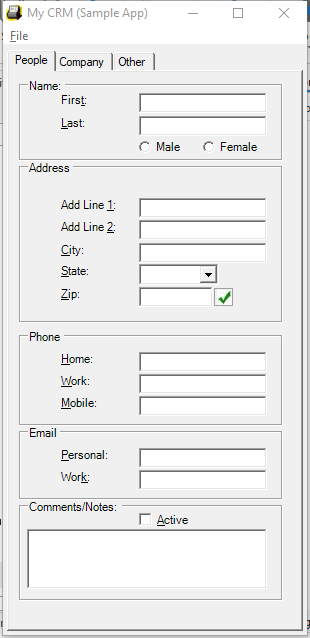 My CRM (Sample App)
File
People Company Other
Name:
First:
Last:
Male Female
Address
Add Line 1:
Add Line 2:
City:
State:
Zip:
Phone
Home:
Work:
Mobile:
Email
Personal:
Work:
Comments/Notes:
Active